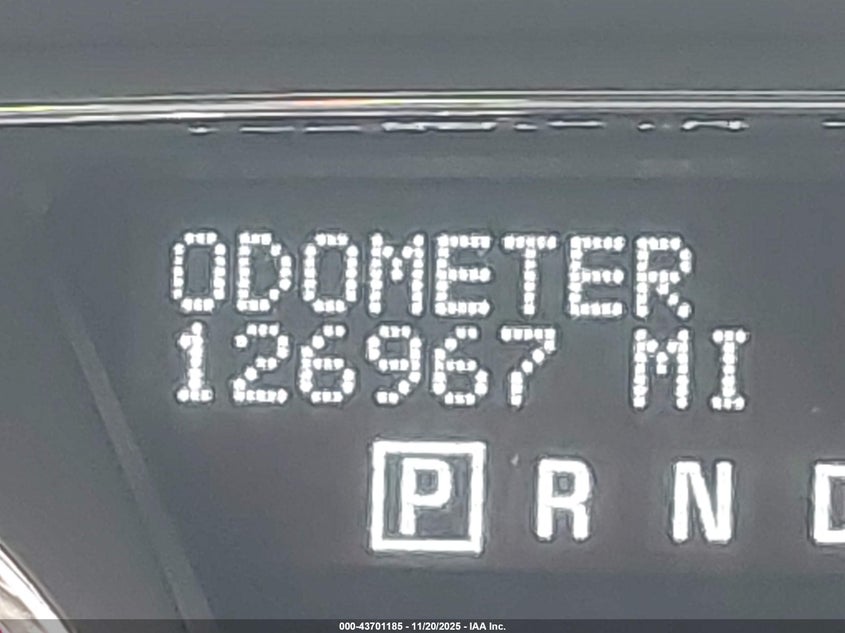 ODOMETER
126967 MI
P R N D
000-43701185 - 11/20/2025 - IAA Inc.